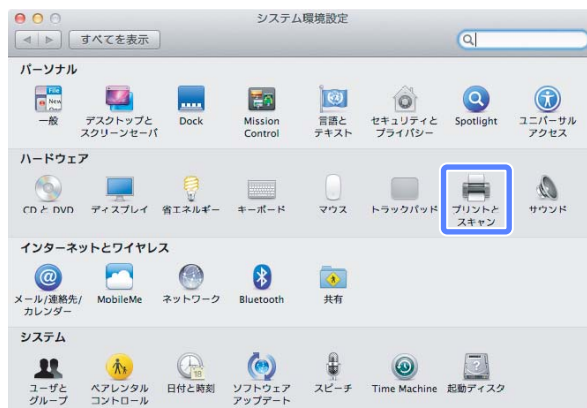 システム環境設定
すべてを表示
パーソナル
一般
デスクトップと
スクリーンセーバ
Dock
Mission
Control
言語と
テキスト
セキュリティと
プライバシー
Spotlight
ユニバーサル
アクセス
ハードウェア
CD と DVD
ディスプレイ
省エネルギー
キーボード
マウス
トラックパッド
プリントと
スキャン
サウンド
インターネットとワイヤレス
メール/連絡先/
カレンダー
MobileMe
ネットワーク
Bluetooth
共有
システム
ユーザと
グループ
ペアレンタル
コントロール
日付と時刻
ソフトウェア
アップデート
スピーチ
Time Machine
起動ディスク